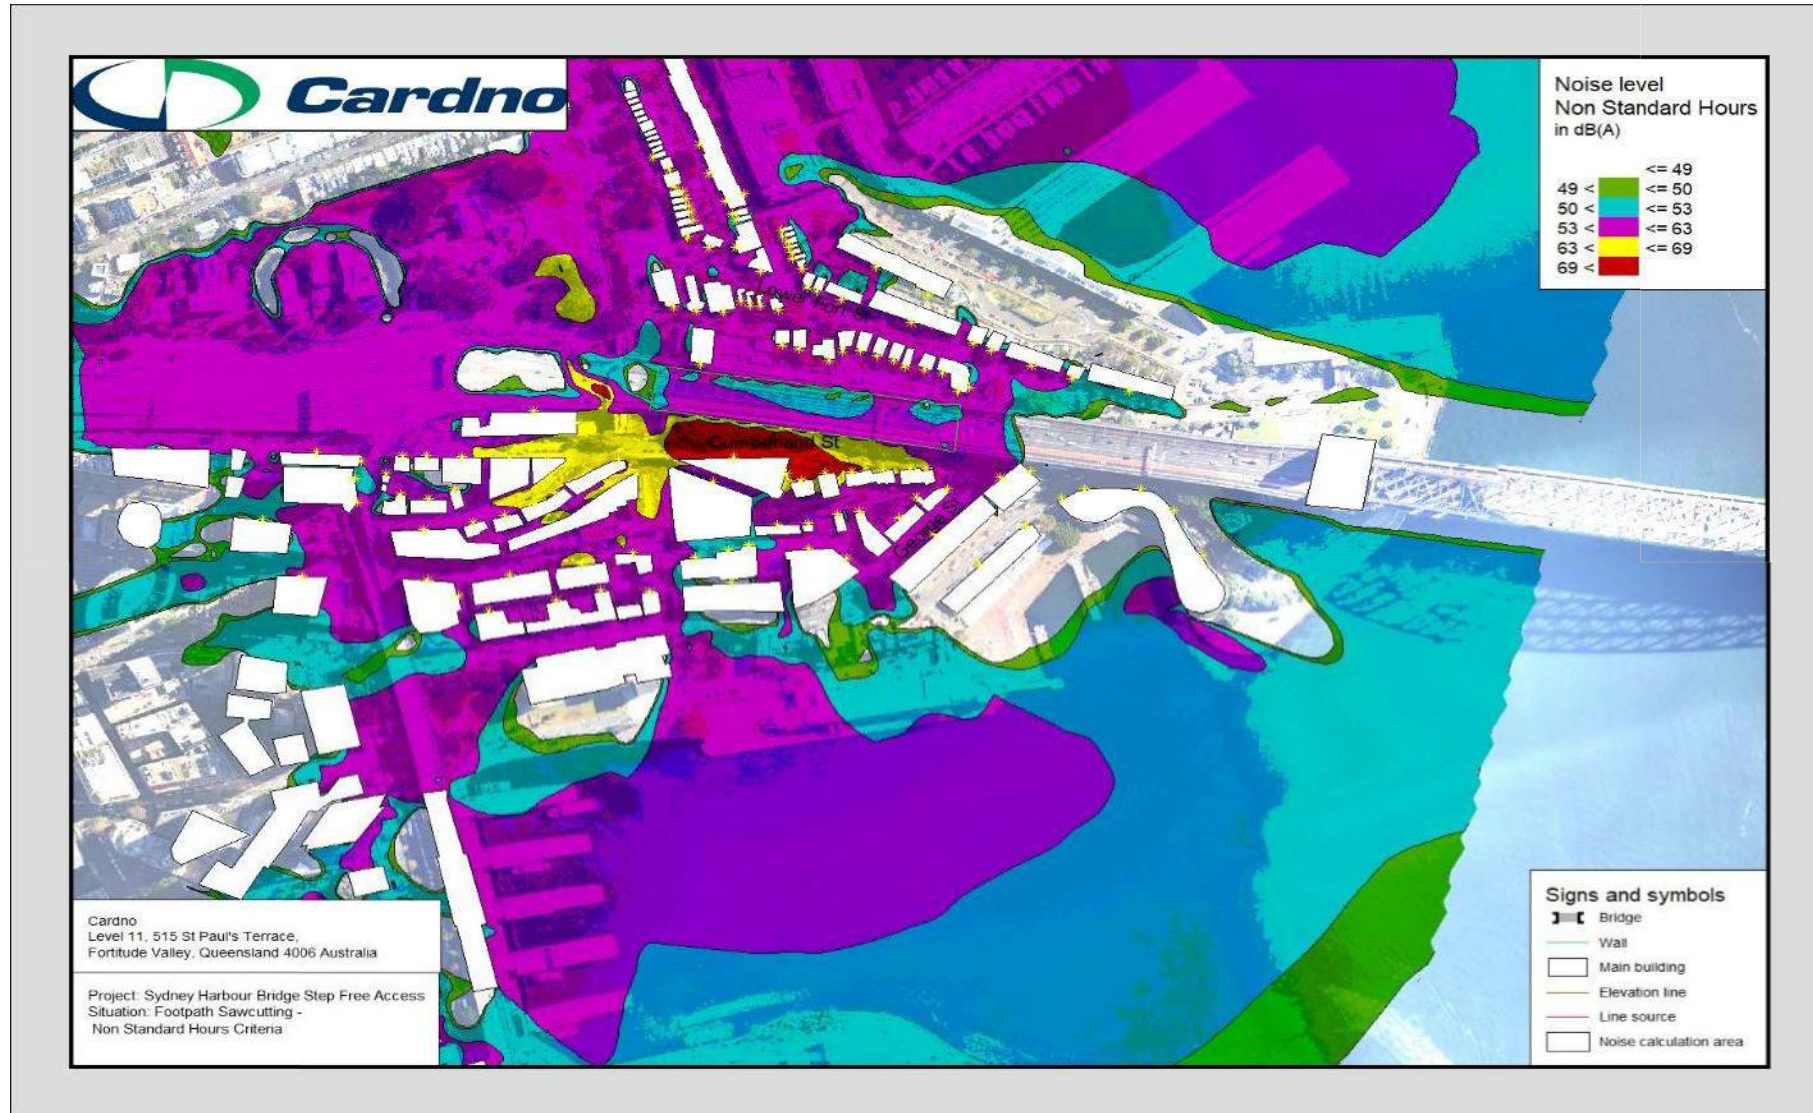 Cardno
Noise level
Non Standard Hours
in dB(A)
<= 49
49 < <= 50
50 < <= 53
53 < <= 63
63 < <= 69
69 <
Lower Fort St
Cumberland St
George St
Cardno
Level 11, 515 St Paul's Terrace,
Fortitude Valley, Queensland 4006 Australia
Project: Sydney Harbour Bridge Step Free Access
Situation: Footpath Sawcutting -
Non Standard Hours Criteria
Signs and symbols
Bridge
Wall
Main building
Elevation line
Line source
Noise calculation area